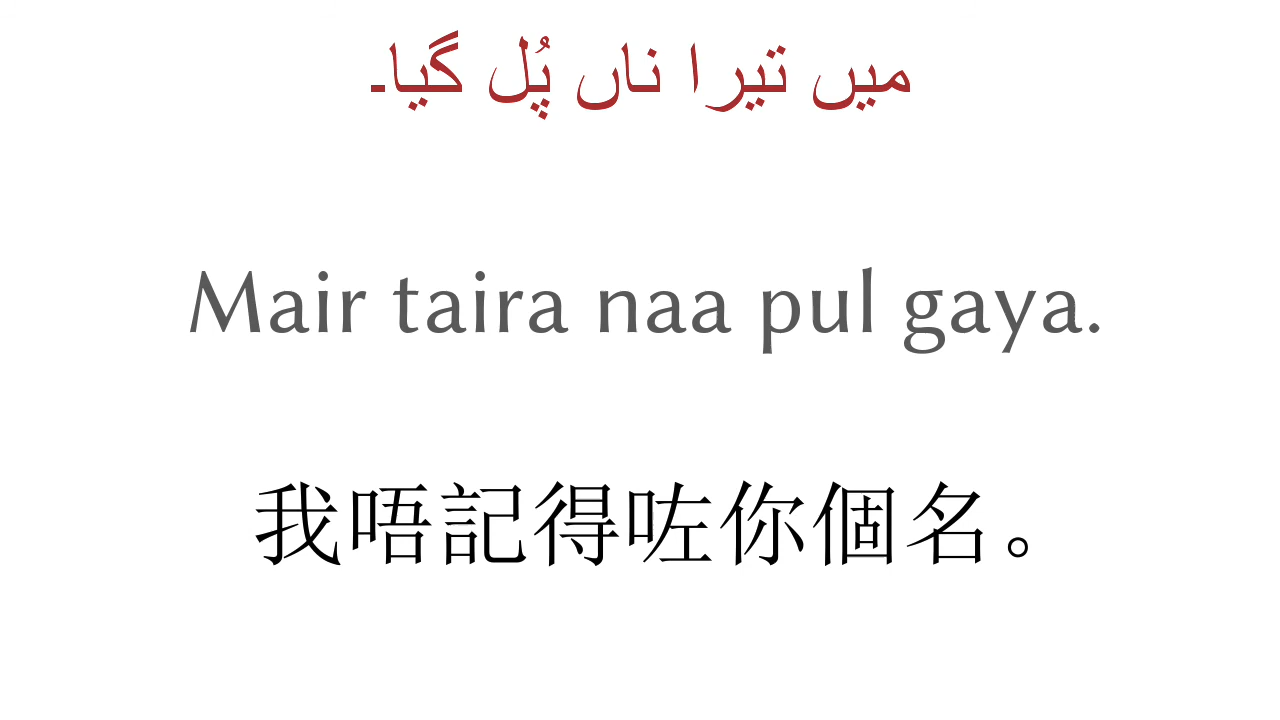 میں تیرا ناں پُل گیا۔
Mair taira naa pul gaya.
我唔記得咗你個名。